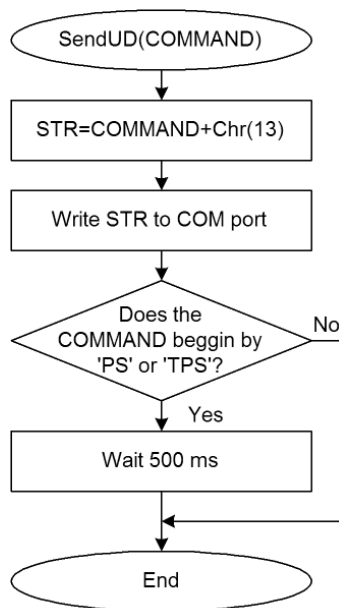 SendUD(COMMAND)
STR=COMMAND+Chr(13)
Write STR to COM port
Does the
COMMAND beggin by
'PS' or 'TPS'?
No
Yes
Wait 500 ms
End